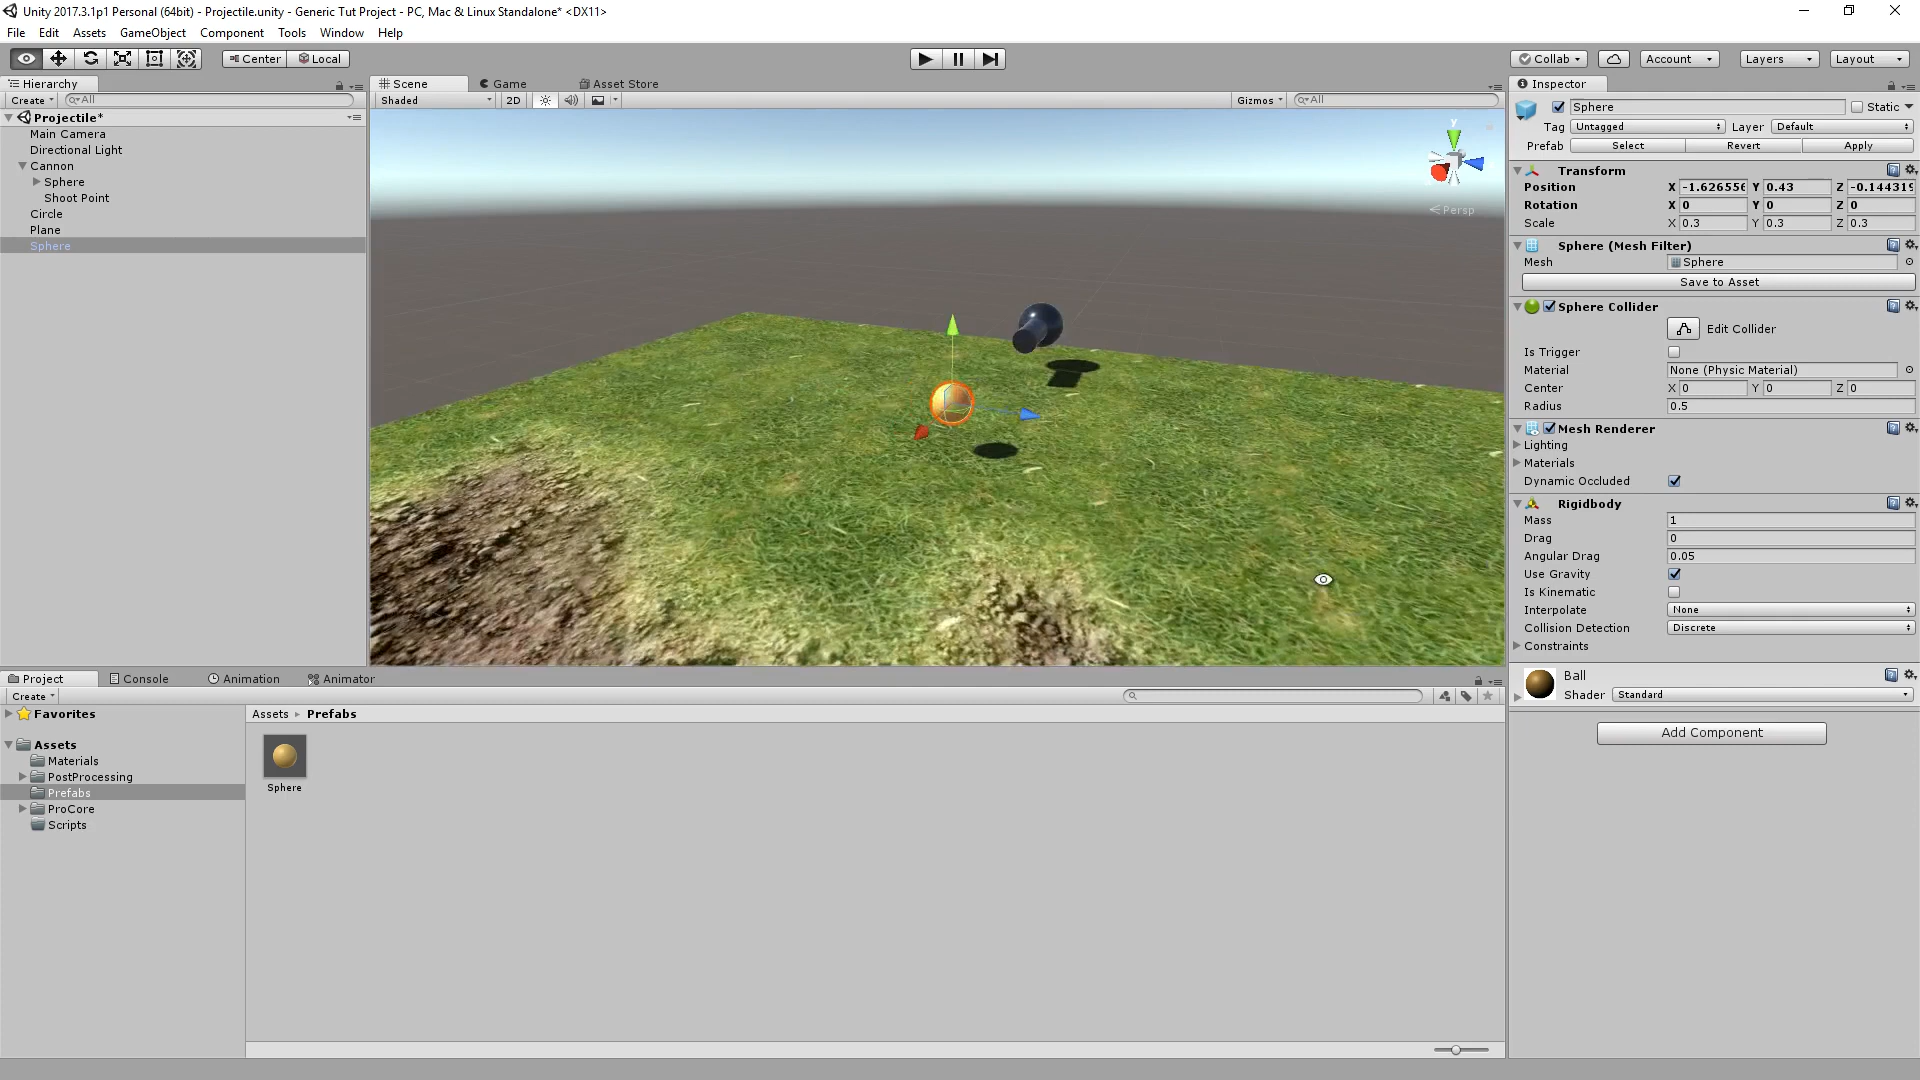 Unity 2017.3.1p1 Personal (64bit) - Projectile.unity - Generic Tut Project - PC, Mac & Linux Standalone* <DX11>
File Edit Assets GameObject Component Tools Window Help
Center Local Collab Account Layers Layout
Hierarchy
Create All
Projectile*
Main Camera
Directional Light
Cannon
Sphere
Shoot Point
Circle
Plane
Sphere
Scene Game Asset Store
Shaded 2D Gizmos All
y
Persp
Inspector
Sphere Static
Tag Untagged Layer Default
Prefab Select Revert Apply
Transform
Position X -1.626556 Y 0.43 Z -0.144319
Rotation X 0 Y 0 Z 0
Scale X 0.3 Y 0.3 Z 0.3
Sphere (Mesh Filter)
Mesh Sphere
Save to Asset
Sphere Collider
Edit Collider
Is Trigger
Material None (Physic Material)
Center X 0 Y 0 Z 0
Radius 0.5
Mesh Renderer
Lighting
Materials
Dynamic Occluded
Rigidbody
Mass 1
Drag 0
Angular Drag 0.05
Use Gravity
Is Kinematic
Interpolate None
Collision Detection Discrete
Constraints
Ball
Shader Standard
Add Component
Project Console Animation Animator
Create
Favorites
Assets
Materials
PostProcessing
Prefabs
ProCore
Scripts
Assets Prefabs
Sphere